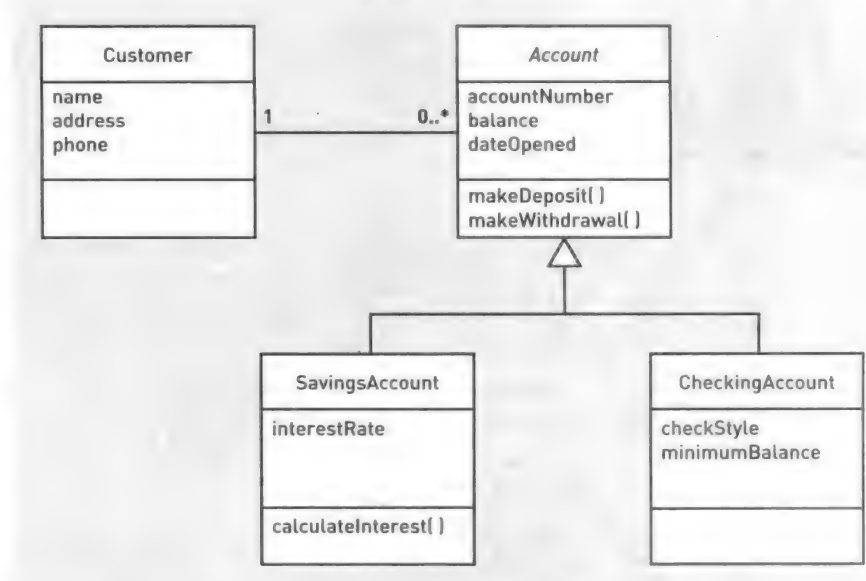 Customer
name
address
phone
1
0..*
Account
accountNumber
balance
dateOpened
makeDeposit( )
makeWithdrawal( )
SavingsAccount
interestRate
calculateInterest( )
CheckingAccount
checkStyle
minimumBalance